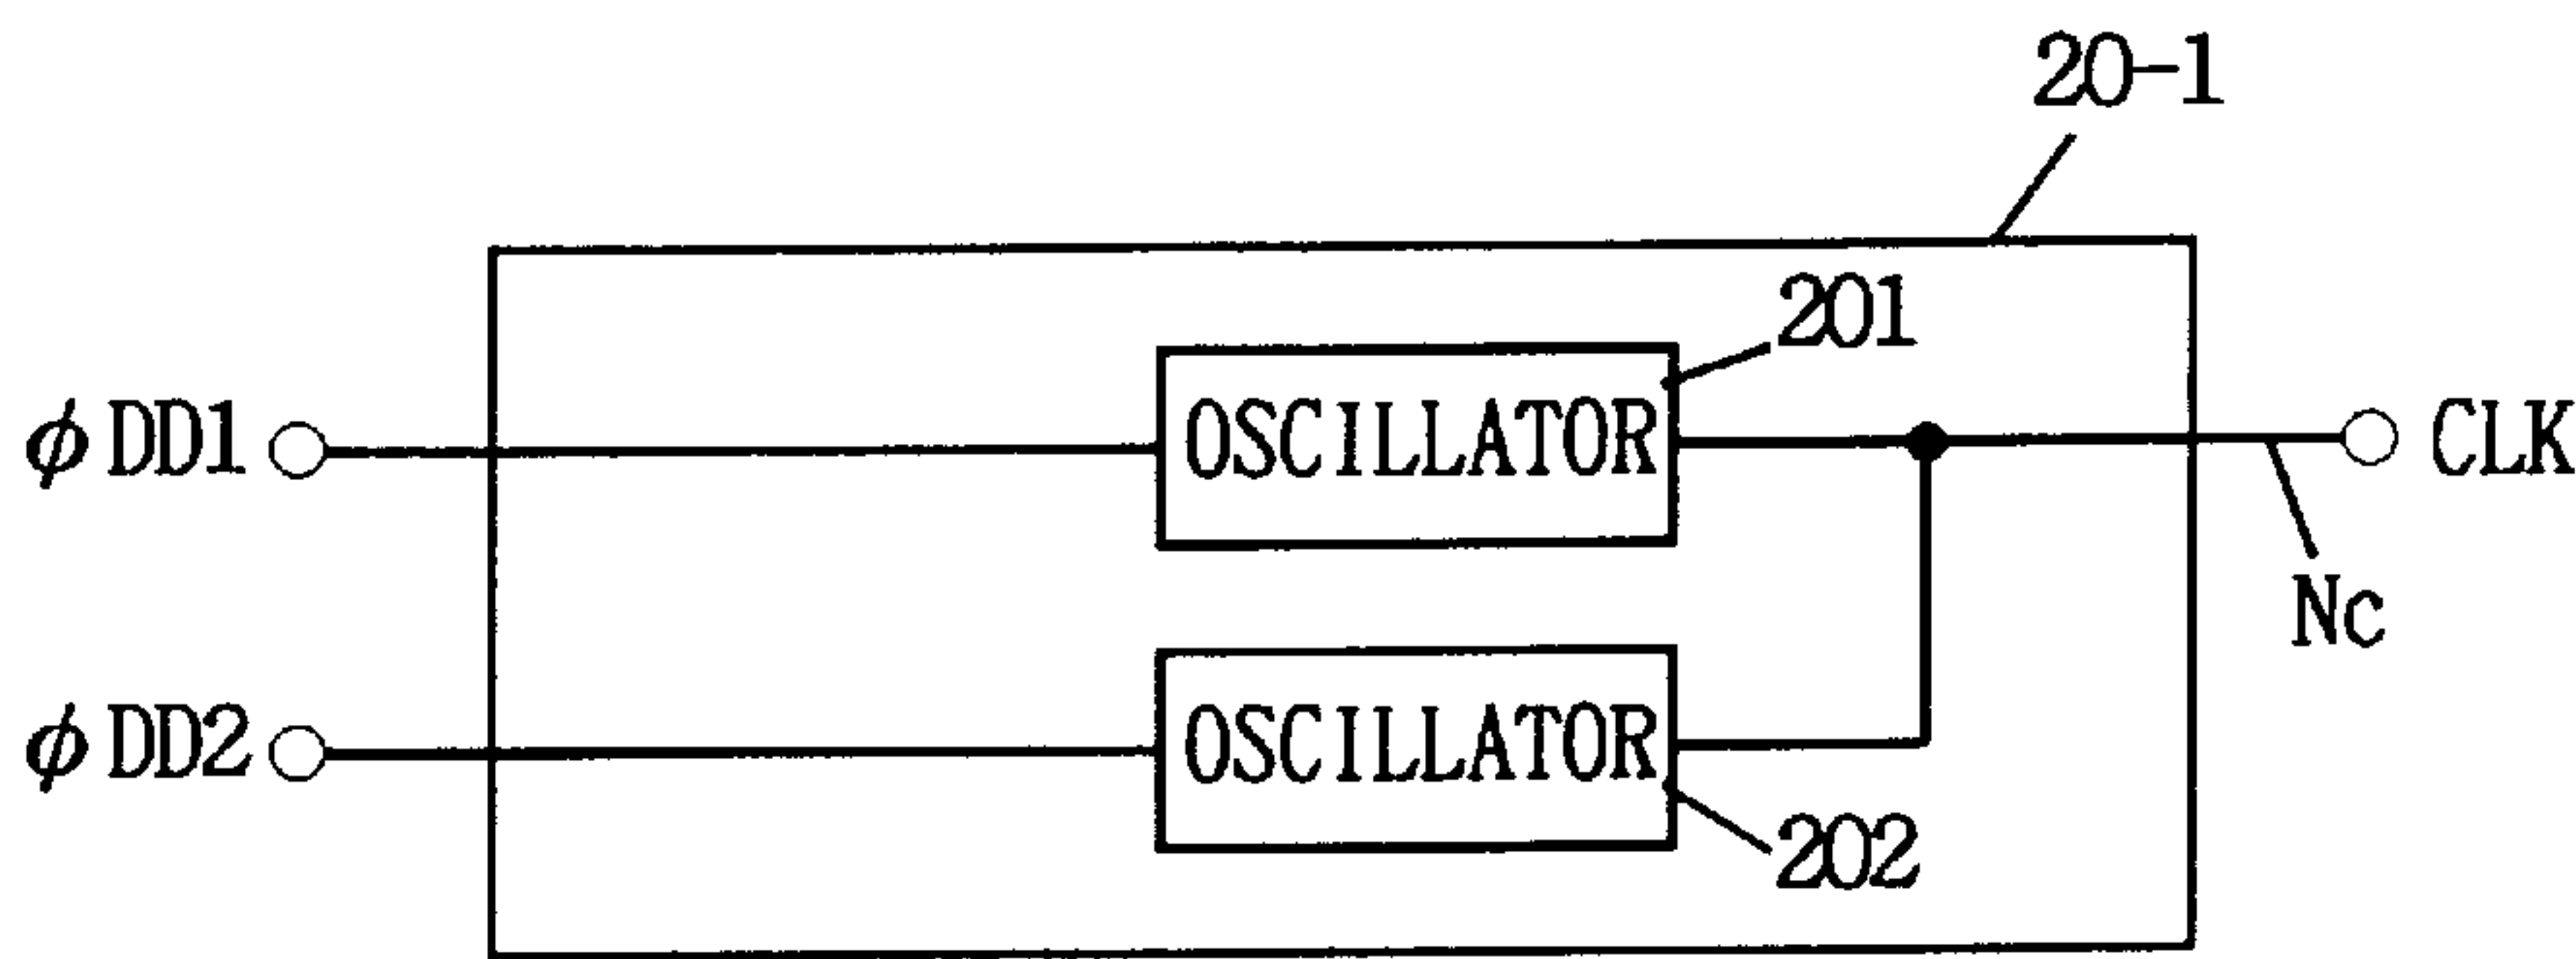 20-1
201
φDD1
OSCILLATOR
CLK
Nc
φDD2
OSCILLATOR
202